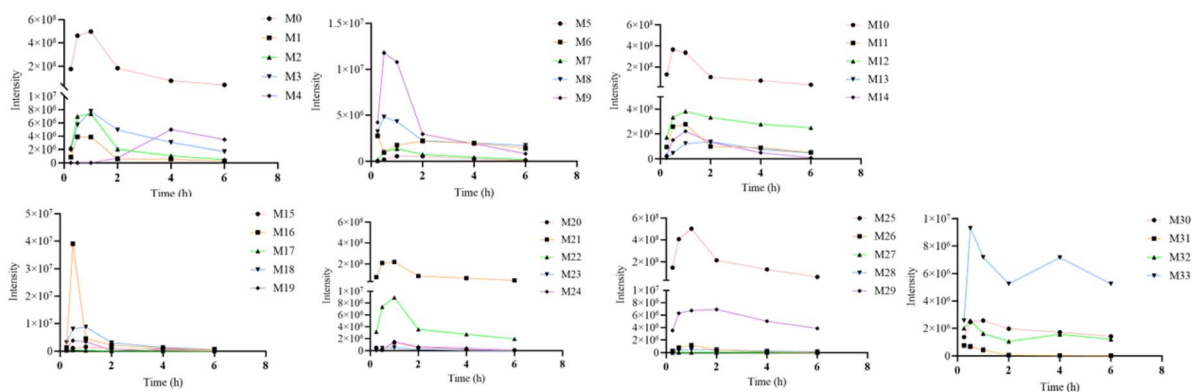 Intensity
6×10⁸
4×10⁸
2×10⁸
1×10⁷
8×10⁶
6×10⁶
4×10⁶
2×10⁶
0
0 2 4 6 8
Time (h)
M0
M1
M2
M3
M4
Intensity
1.5×10⁷
1×10⁷
5×10⁶
0
0 2 4 6 8
Time (h)
M5
M6
M7
M8
M9
Intensity
6×10⁸
4×10⁸
2×10⁸
4×10⁶
2×10⁶
0
0 2 4 6 8
Time (h)
M10
M11
M12
M13
M14
Intensity
5×10⁷
4×10⁷
3×10⁷
2×10⁷
1×10⁷
0
0 2 4 6 8
Time (h)
M15
M16
M17
M18
M19
Intensity
6×10⁸
4×10⁸
2×10⁸
1×10⁷
8×10⁶
6×10⁶
4×10⁶
2×10⁶
0
0 2 4 6 8
Time (h)
M20
M21
M22
M23
M24
Intensity
6×10⁸
4×10⁸
2×10⁸
1×10⁷
8×10⁶
6×10⁶
4×10⁶
2×10⁶
0
0 2 4 6 8
Time (h)
M25
M26
M27
M28
M29
Intensity
1×10⁷
8×10⁶
6×10⁶
4×10⁶
2×10⁶
0
0 2 4 6 8
Time (h)
M30
M31
M32
M33